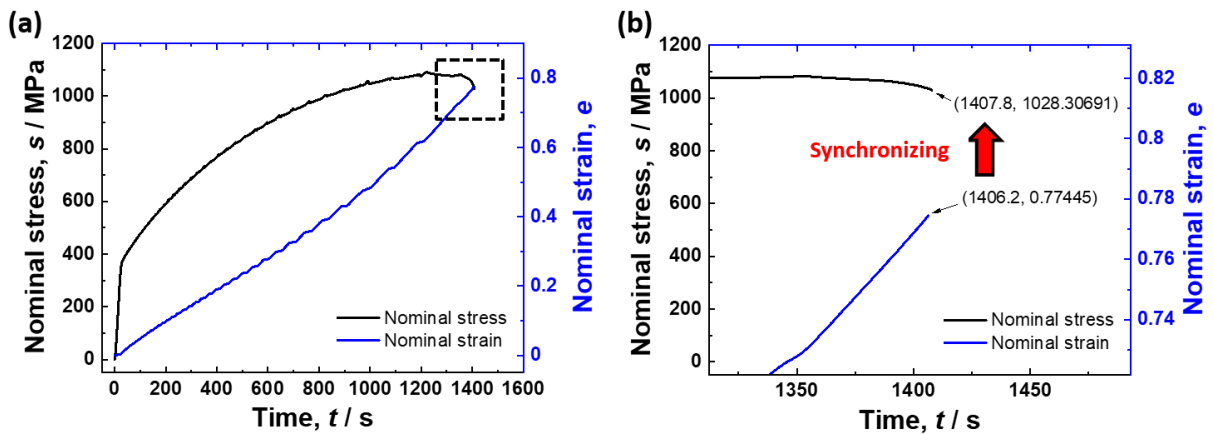 (a)
1200
1000
800
600
400
200
0
Nominal stress, s / MPa
0.8
0.6
0.4
0.2
0
Nominal strain, e
Nominal stress
Nominal strain
0 200 400 600 800 1000 1200 1400 1600
Time, t / s
(b)
1200
1000
800
600
400
200
0
Nominal stress, s / MPa
0.82
0.8
0.78
0.76
0.74
Nominal strain, e
(1407.8, 1028.30691)
Synchronizing
(1406.2, 0.77445)
Nominal stress
Nominal strain
1350 1400 1450
Time, t / s